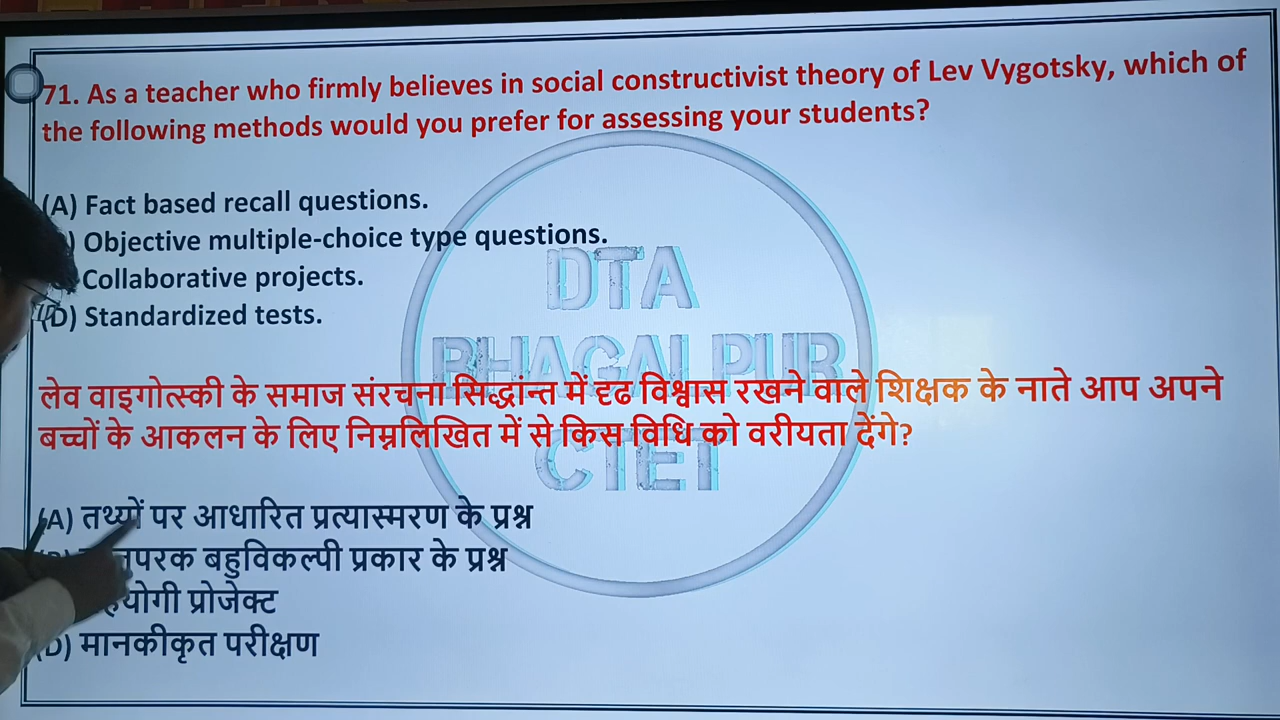 71. As a teacher who firmly believes in social constructivist theory of Lev Vygotsky, which of
the following methods would you prefer for assessing your students?
(A) Fact based recall questions.
) Objective multiple-choice type questions.
Collaborative projects.
(D) Standardized tests.
DTA
BHAGALPUR
CTET
लेव वाइगोत्स्की के समाज संरचना सिद्धांन्त में दृढ विश्वास रखने वाले शिक्षक के नाते आप अपने
बच्चों के आकलन के लिए निम्नलिखित में से किस विधि को वरीयता देंगे?
(A) तथ्यों पर आधारित प्रत्यास्मरण के प्रश्न
बहुविकल्पी प्रकार के प्रश्न
प्रोजेक्ट
(D) मानकीकृत परीक्षण